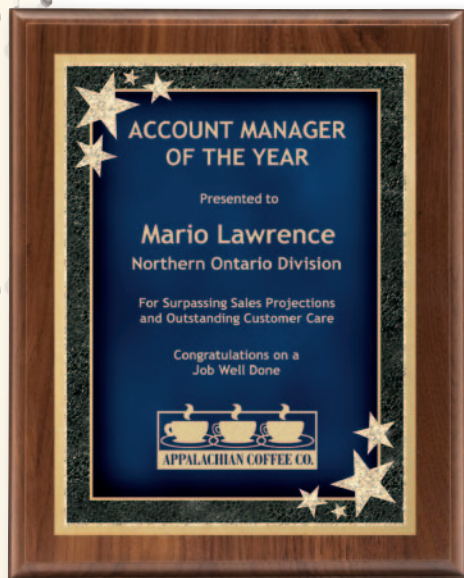 ACCOUNT MANAGER
OF THE YEAR
Presented to
Mario Lawrence
Northern Ontario Division
For Surpassing Sales Projections
and Outstanding Customer Care
Congratulations on a
Job Well Done
APPALACHIAN COFFEE CO.